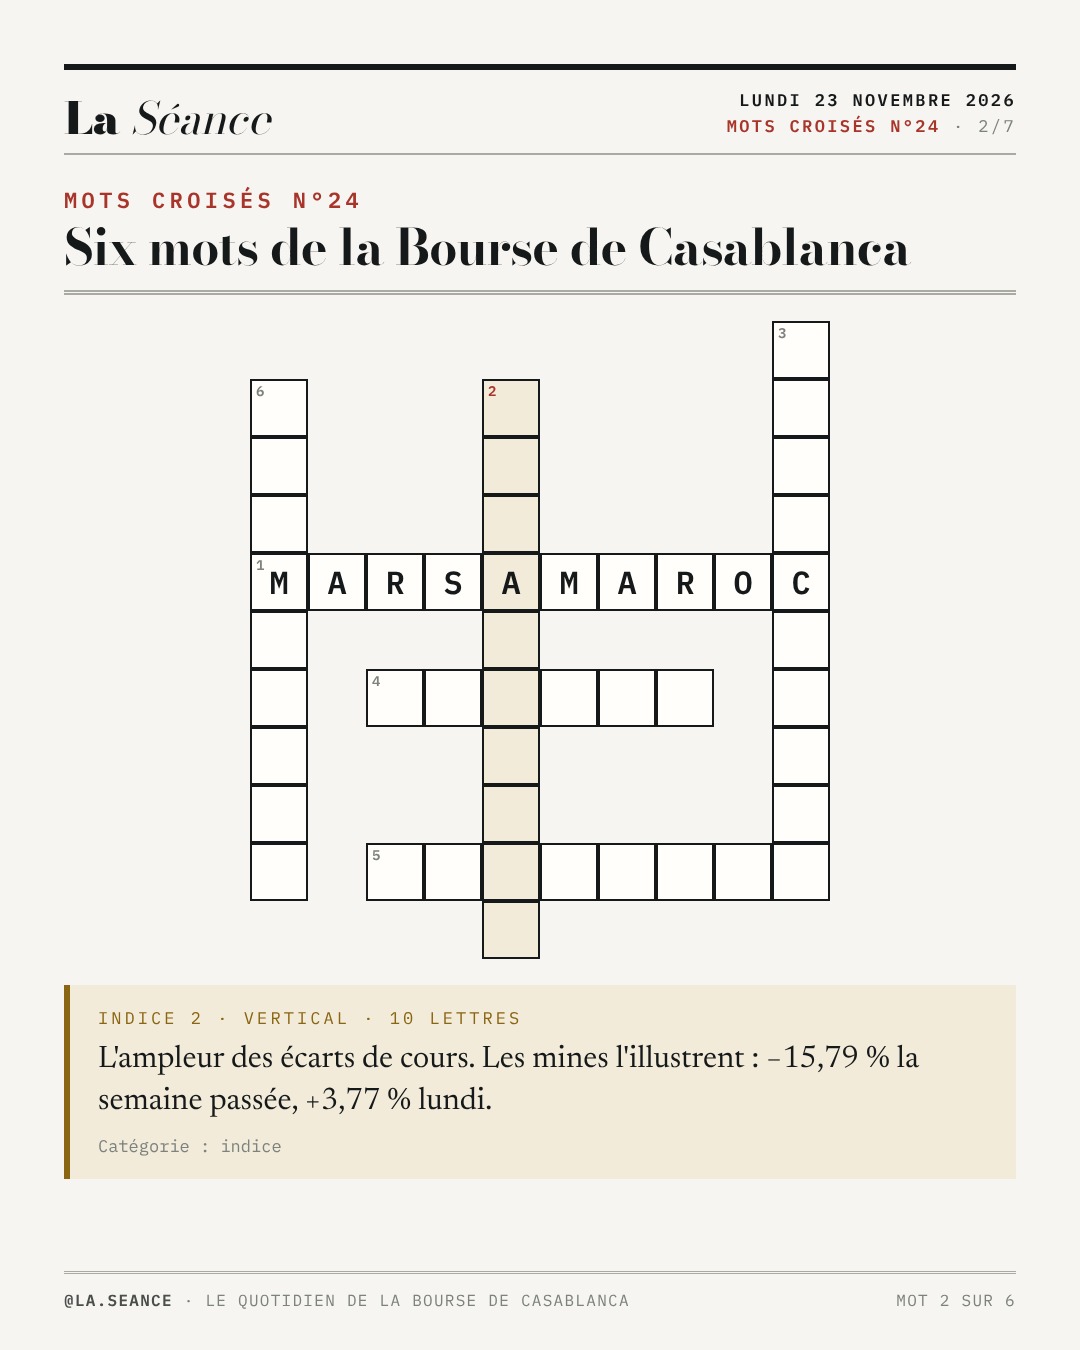 La Séance
LUNDI 23 NOVEMBRE 2026
MOTS CROISÉS N°24 · 2/7
MOTS CROISÉS N°24
Six mots de la Bourse de Casablanca
3
6
2
1 M A R S A M A R O C
4
5
INDICE 2 · VERTICAL · 10 LETTRES
L'ampleur des écarts de cours. Les mines l'illustrent : −15,79 % la
semaine passée, +3,77 % lundi.
Catégorie : indice
@LA.SEANCE · LE QUOTIDIEN DE LA BOURSE DE CASABLANCA
MOT 2 SUR 6